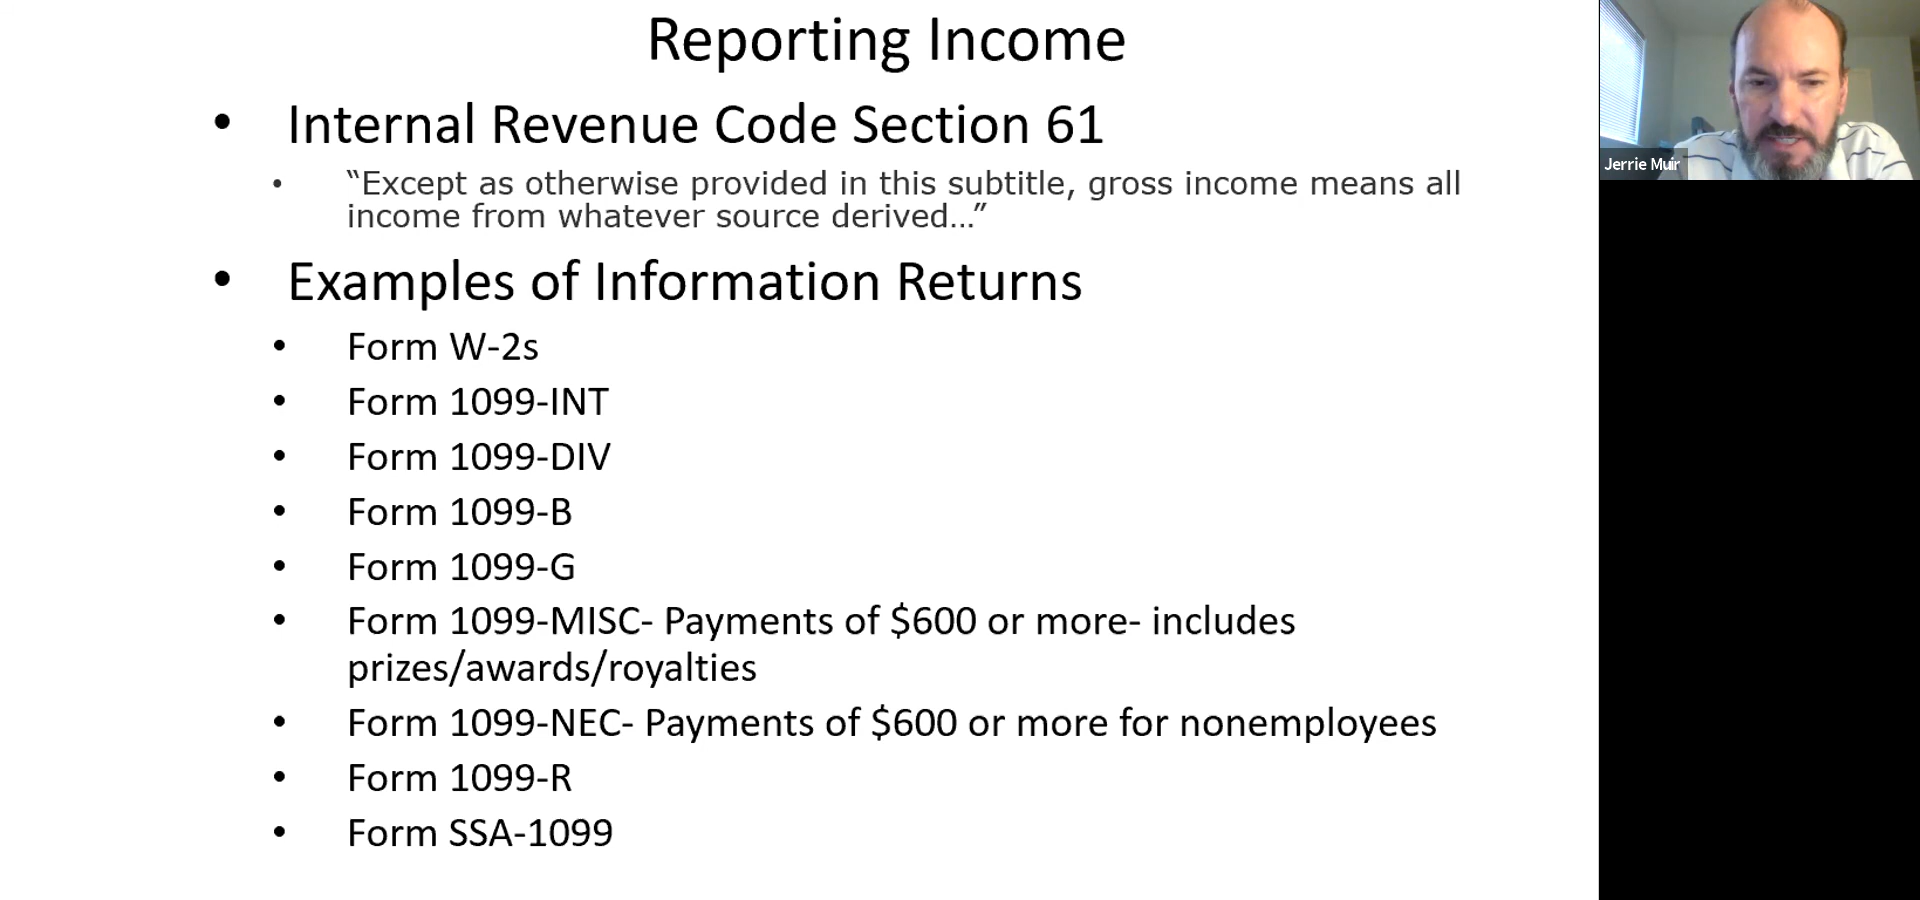 Reporting Income
• Internal Revenue Code Section 61
• “Except as otherwise provided in this subtitle, gross income means all
income from whatever source derived…”
• Examples of Information Returns
• Form W-2s
• Form 1099-INT
• Form 1099-DIV
• Form 1099-B
• Form 1099-G
• Form 1099-MISC- Payments of $600 or more- includes
prizes/awards/royalties
• Form 1099-NEC- Payments of $600 or more for nonemployees
• Form 1099-R
• Form SSA-1099
Jerrie Muir